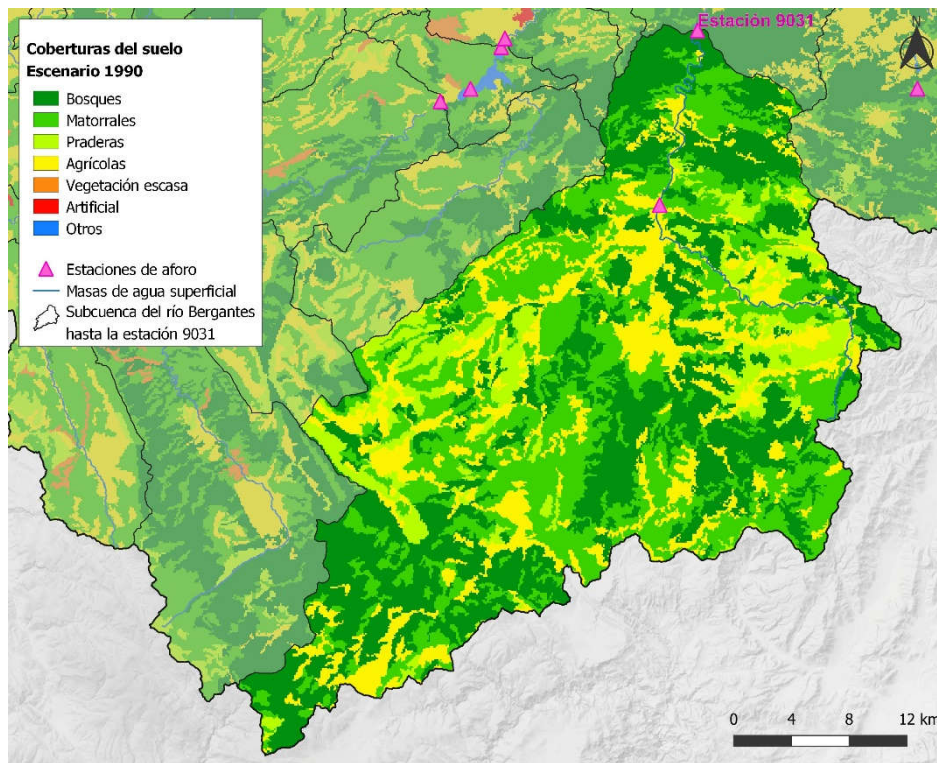 Estación 9031
N
Coberturas del suelo
Escenario 1990
Bosques
Matorrales
Praderas
Agrícolas
Vegetación escasa
Artificial
Otros
Estaciones de aforo
Masas de agua superficial
Subcuenca del río Bergantes
hasta la estación 9031
0 4 8 12 km